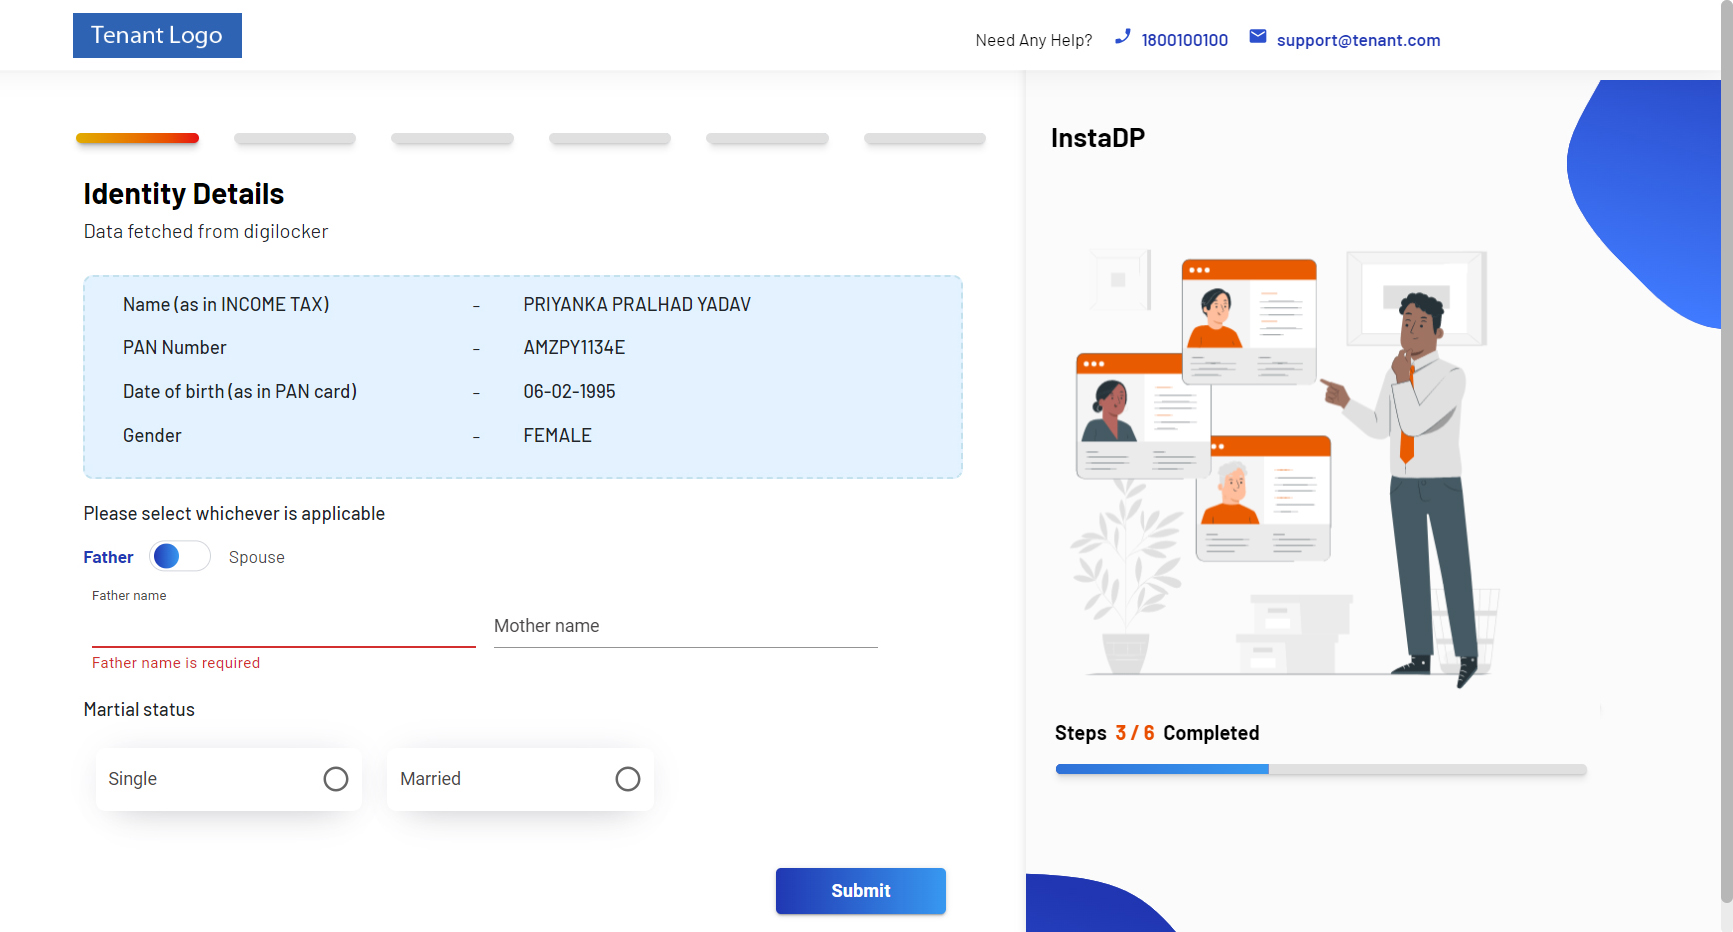 Tenant Logo
Need Any Help? 1800100100 support@tenant.com
Identity Details
Data fetched from digilocker
Name (as in INCOME TAX) - PRIYANKA PRALHAD YADAV
PAN Number - AMZPY1134E
Date of birth (as in PAN card) - 06-02-1995
Gender - FEMALE
Please select whichever is applicable
Father Spouse
Father name
Mother name
Father name is required
Martial status
Single
Married
Submit
InstaDP
Steps 3 / 6 Completed